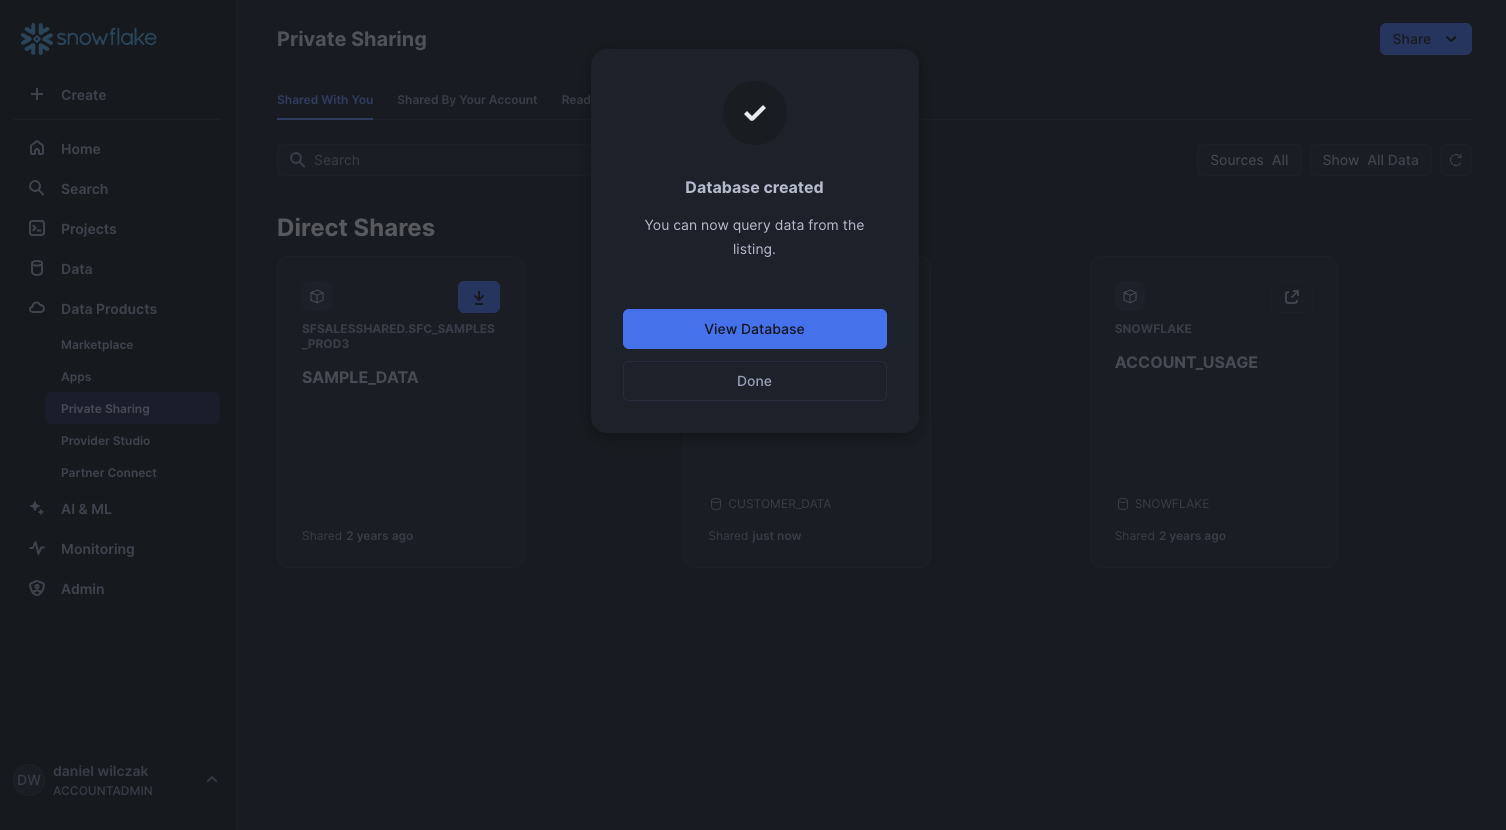 snowflake
Create
Home
Search
Projects
Data
Data Products
Marketplace
Apps
Private Sharing
Provider Studio
Partner Connect
AI & ML
Monitoring
Admin
DW
daniel wilczak
ACCOUNTADMIN
Private Sharing
Share
Shared With You
Shared By Your Account
Read
Search
Sources All
Show All Data
Direct Shares
SFSALESSHARED.SFC_SAMPLES
_PROD3
SAMPLE_DATA
Shared 2 years ago
CUSTOMER_DATA
Shared just now
SNOWFLAKE
ACCOUNT_USAGE
SNOWFLAKE
Shared 2 years ago
Database created
You can now query data from the
listing.
View Database
Done